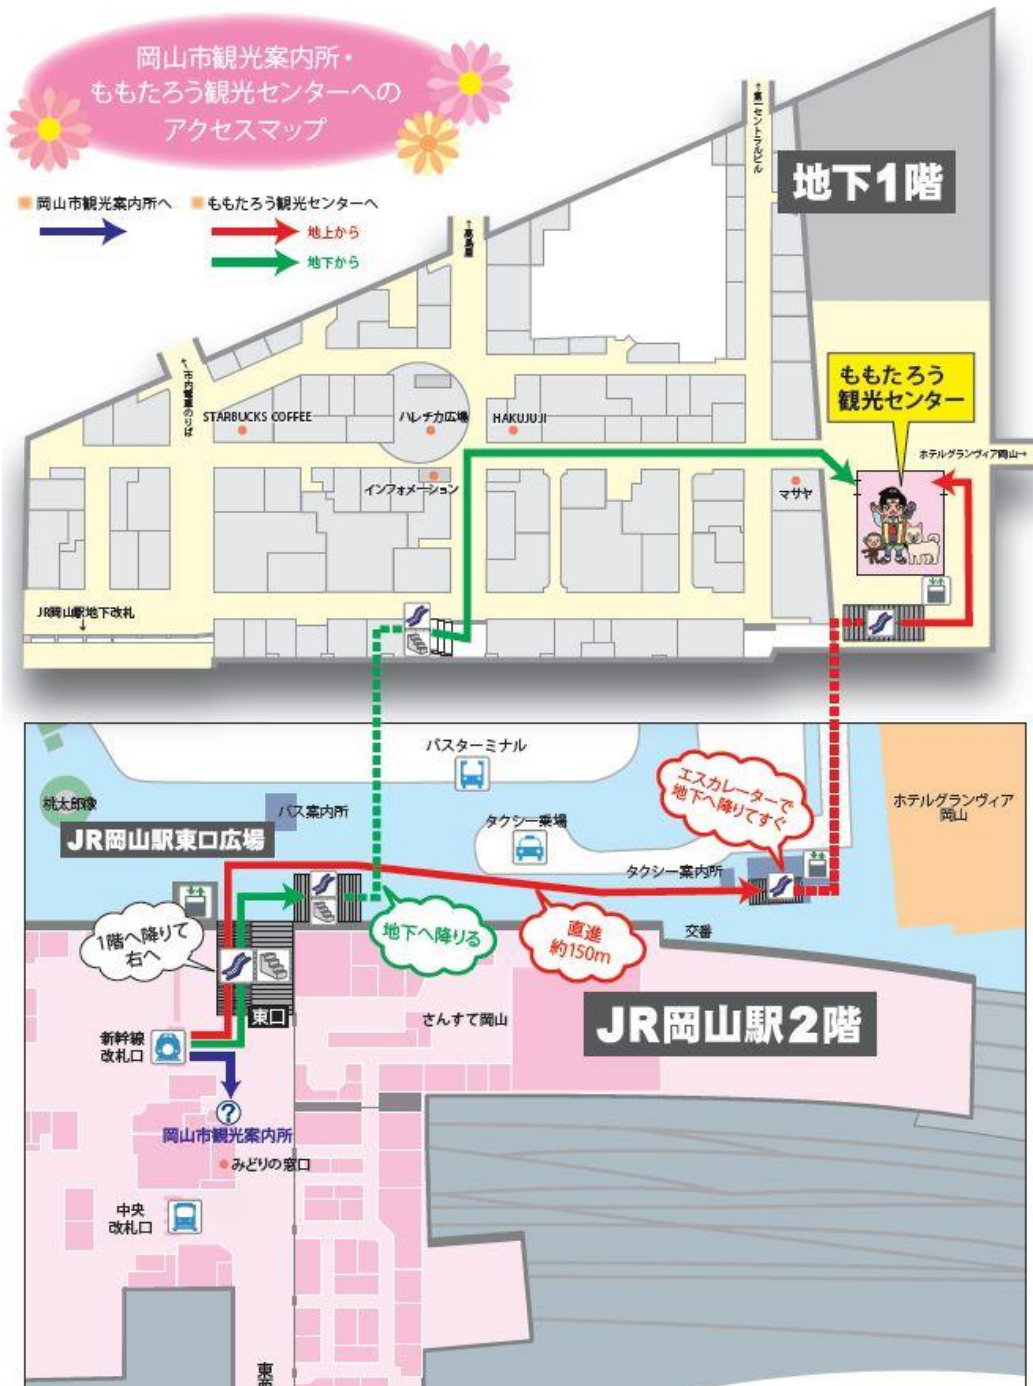 岡山市観光案内所・
ももたろう観光センターへの
アクセスマップ
岡山市観光案内所へ
ももたろう観光センターへ
地上から
地下から
↑第一セントラルビル
地下1階
↑高島屋
↑市内電車のりば
STARBUCKS COFFEE
ハレチカ広場
HAKUJUJI
ももたろう
観光センター
ホテルグランヴィア岡山→
インフォメーション
マサヤ
JR岡山駅地下改札
↓
バスターミナル
エスカレーターで
地下へ降りてすぐ
ホテルグランヴィア
岡山
桃太郎像
バス案内所
タクシー乗場
JR岡山駅東口広場
タクシー案内所
1階へ降りて
右へ
地下へ降りる
直進
約150m
交番
東口
さんすて岡山
JR岡山駅2階
新幹線
改札口
?
岡山市観光案内所
みどりの窓口
中央
改札口
東西